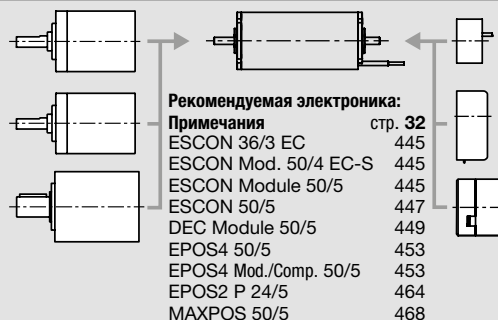 Рекомендуемая электроника:
Примечания стр. 32
ESCON 36/3 EC 445
ESCON Mod. 50/4 EC-S 445
ESCON Module 50/5 445
ESCON 50/5 447
DEC Module 50/5 449
EPOS4 50/5 453
EPOS4 Mod./Comp. 50/5 453
EPOS2 P 24/5 464
MAXPOS 50/5 468